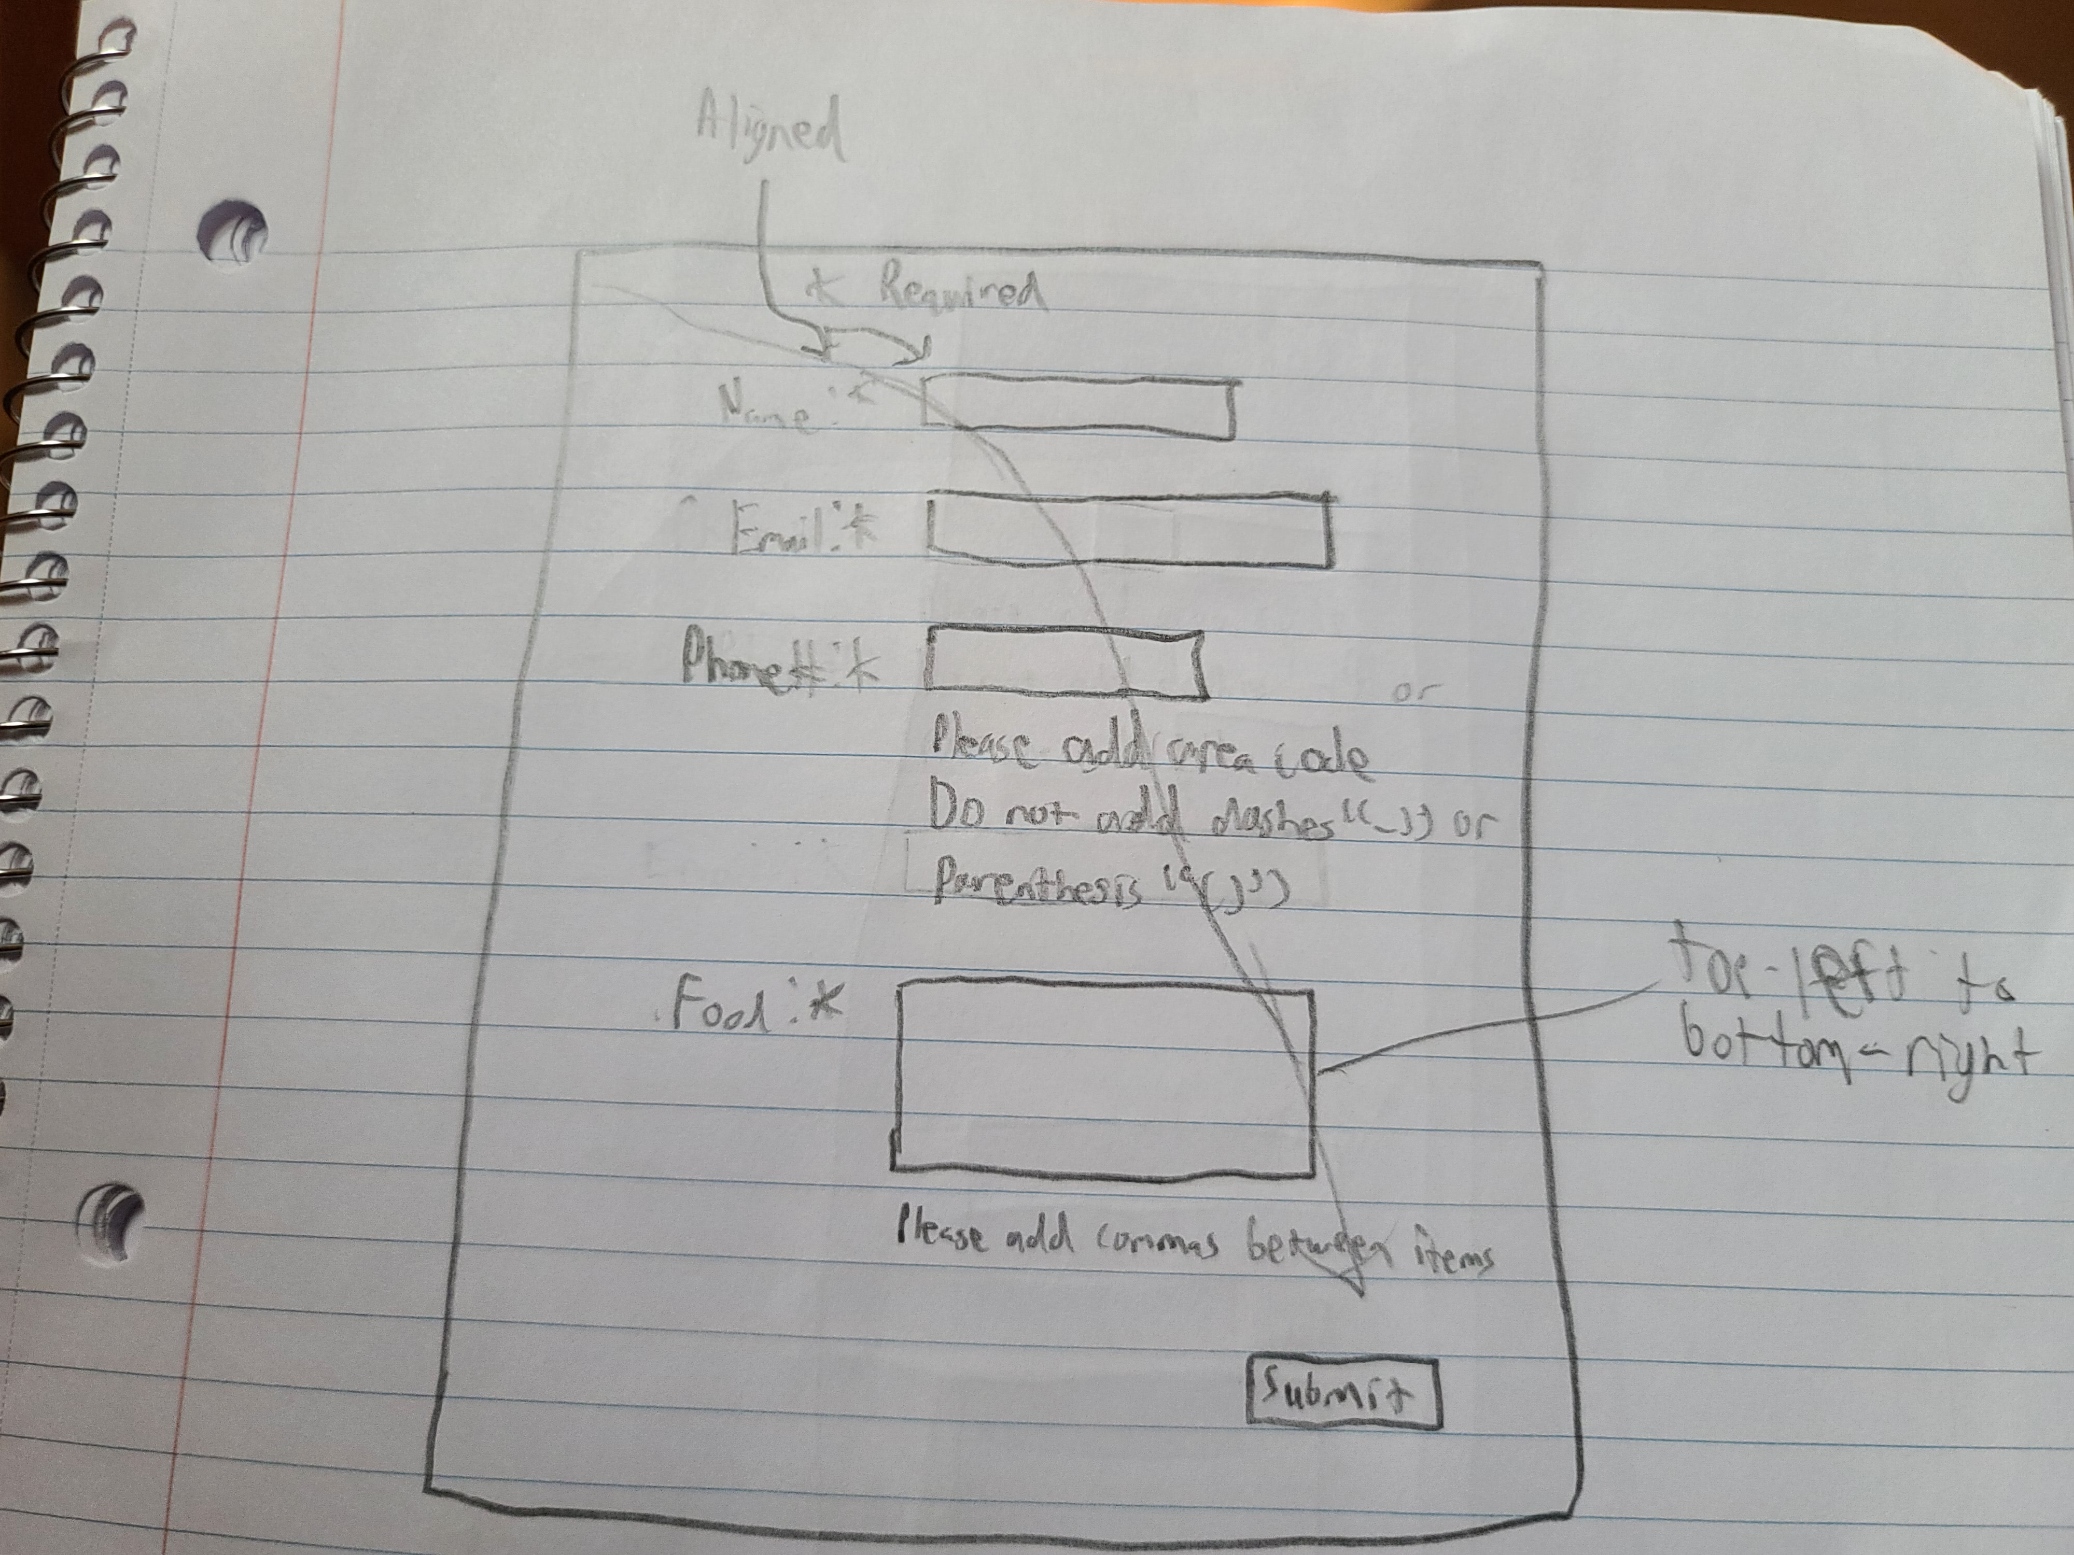 Aligned
* Required
Name:*
Email:*
Phone#:*
or
Please add area code
Do not add dashes "-" or
Parenthesis "()"
Food:*
top-left to
bottom-right
Please add commas between items
Submit